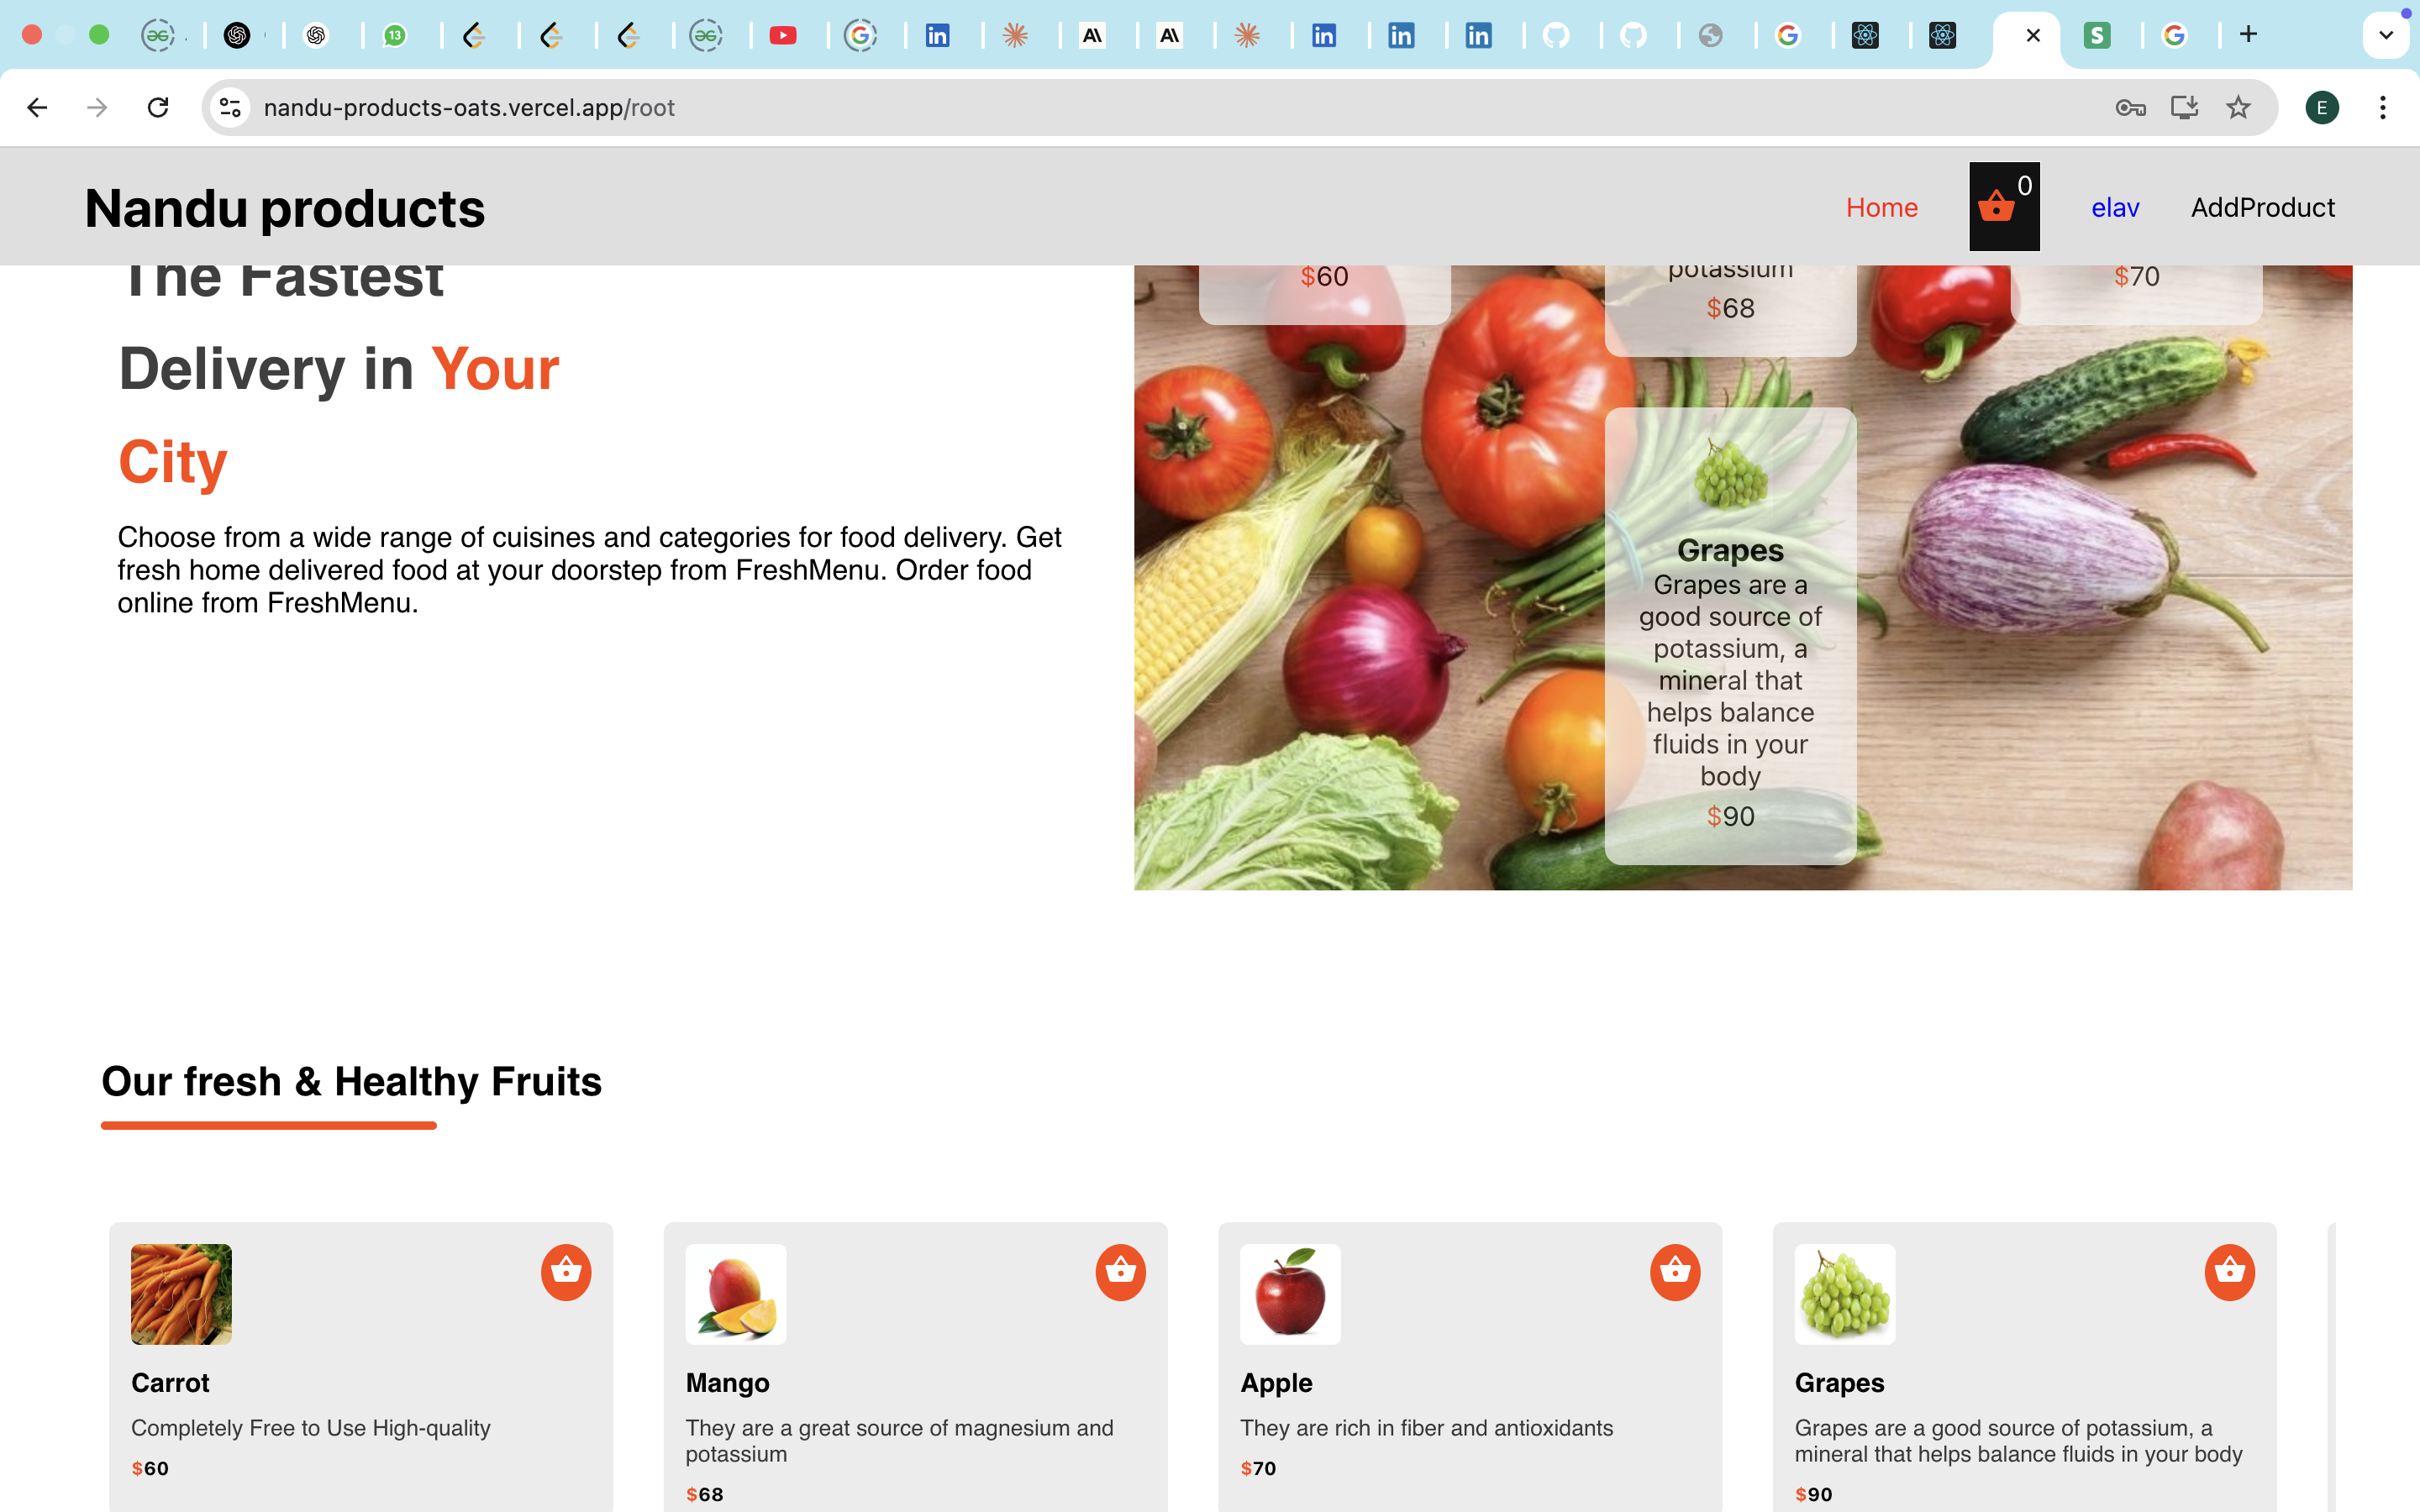 13
nandu-products-oats.vercel.app/root
E
Nandu products
Home
0
elav
AddProduct
The Fastest
Delivery in Your
City
Choose from a wide range of cuisines and categories for food delivery. Get
fresh home delivered food at your doorstep from FreshMenu. Order food
online from FreshMenu.
$60
potassium
$68
$70
Grapes
Grapes are a
good source of
potassium, a
mineral that
helps balance
fluids in your
body
$90
Our fresh & Healthy Fruits
Carrot
Completely Free to Use High-quality
$60
Mango
They are a great source of magnesium and
potassium
$68
Apple
They are rich in fiber and antioxidants
$70
Grapes
Grapes are a good source of potassium, a
mineral that helps balance fluids in your body
$90